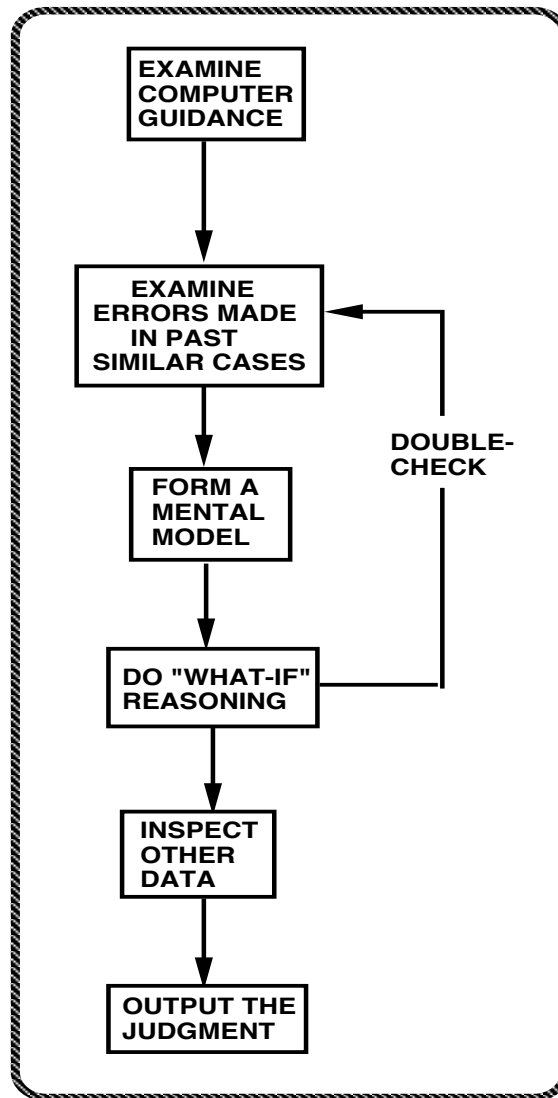 EXAMINE
COMPUTER
GUIDANCE
EXAMINE
ERRORS MADE
IN PAST
SIMILAR CASES
DOUBLE-
CHECK
FORM A
MENTAL
MODEL
DO "WHAT-IF"
REASONING
INSPECT
OTHER
DATA
OUTPUT THE
JUDGMENT